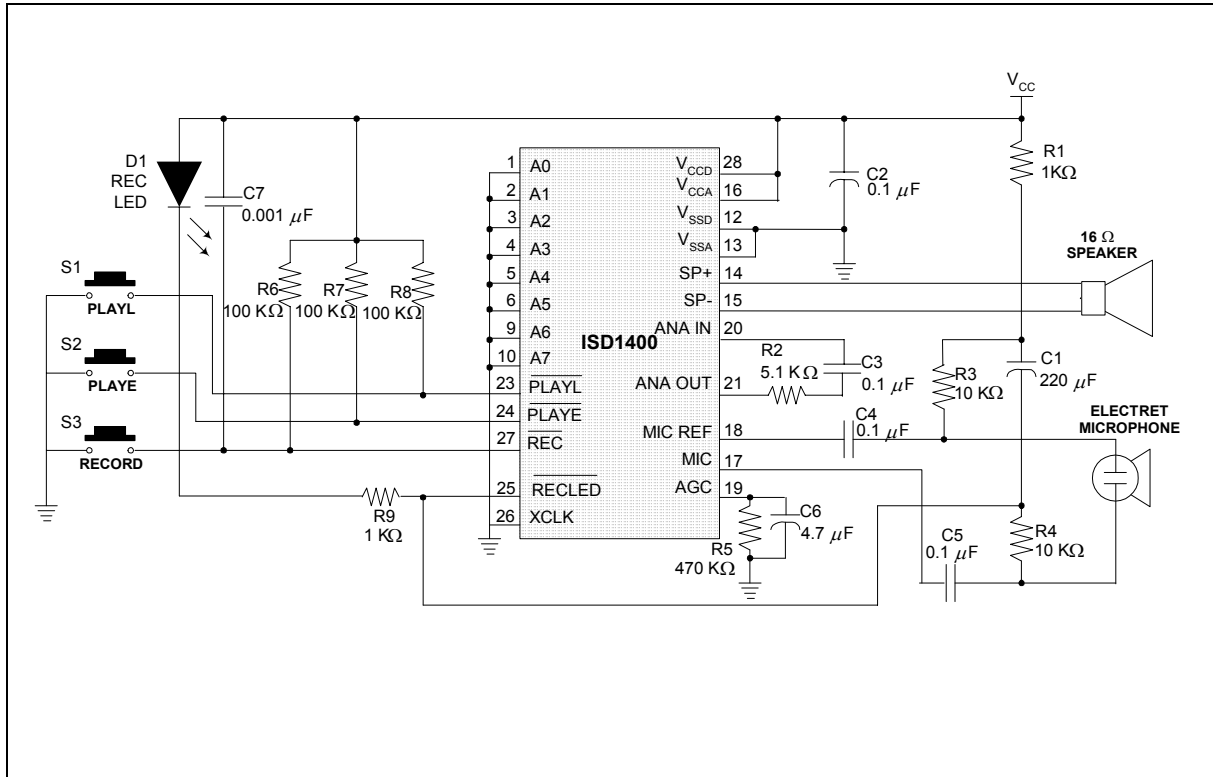 V_CC
D1
REC
LED
C7
0.001 µF
S1
PLAYL
S2
PLAYE
S3
RECORD
R6
100 KΩ
R7
100 KΩ
R8
100 KΩ
R9
1 KΩ
1 A0
2 A1
3 A2
4 A3
5 A4
6 A5
9 A6
10 A7
23 PLAYL
24 PLAYE
27 REC
25 RECLED
26 XCLK
ISD1400
V_CCD 28
V_CCA 16
V_SSD 12
V_SSA 13
SP+ 14
SP- 15
ANA IN 20
ANA OUT 21
MIC REF 18
MIC 17
AGC 19
C2
0.1 µF
R1
1KΩ
16 Ω
SPEAKER
R2
5.1 KΩ
C3
0.1 µF
R3
10 KΩ
C1
220 µF
C4
0.1 µF
ELECTRET
MICROPHONE
C6
4.7 µF
R5
470 KΩ
C5
0.1 µF
R4
10 KΩ